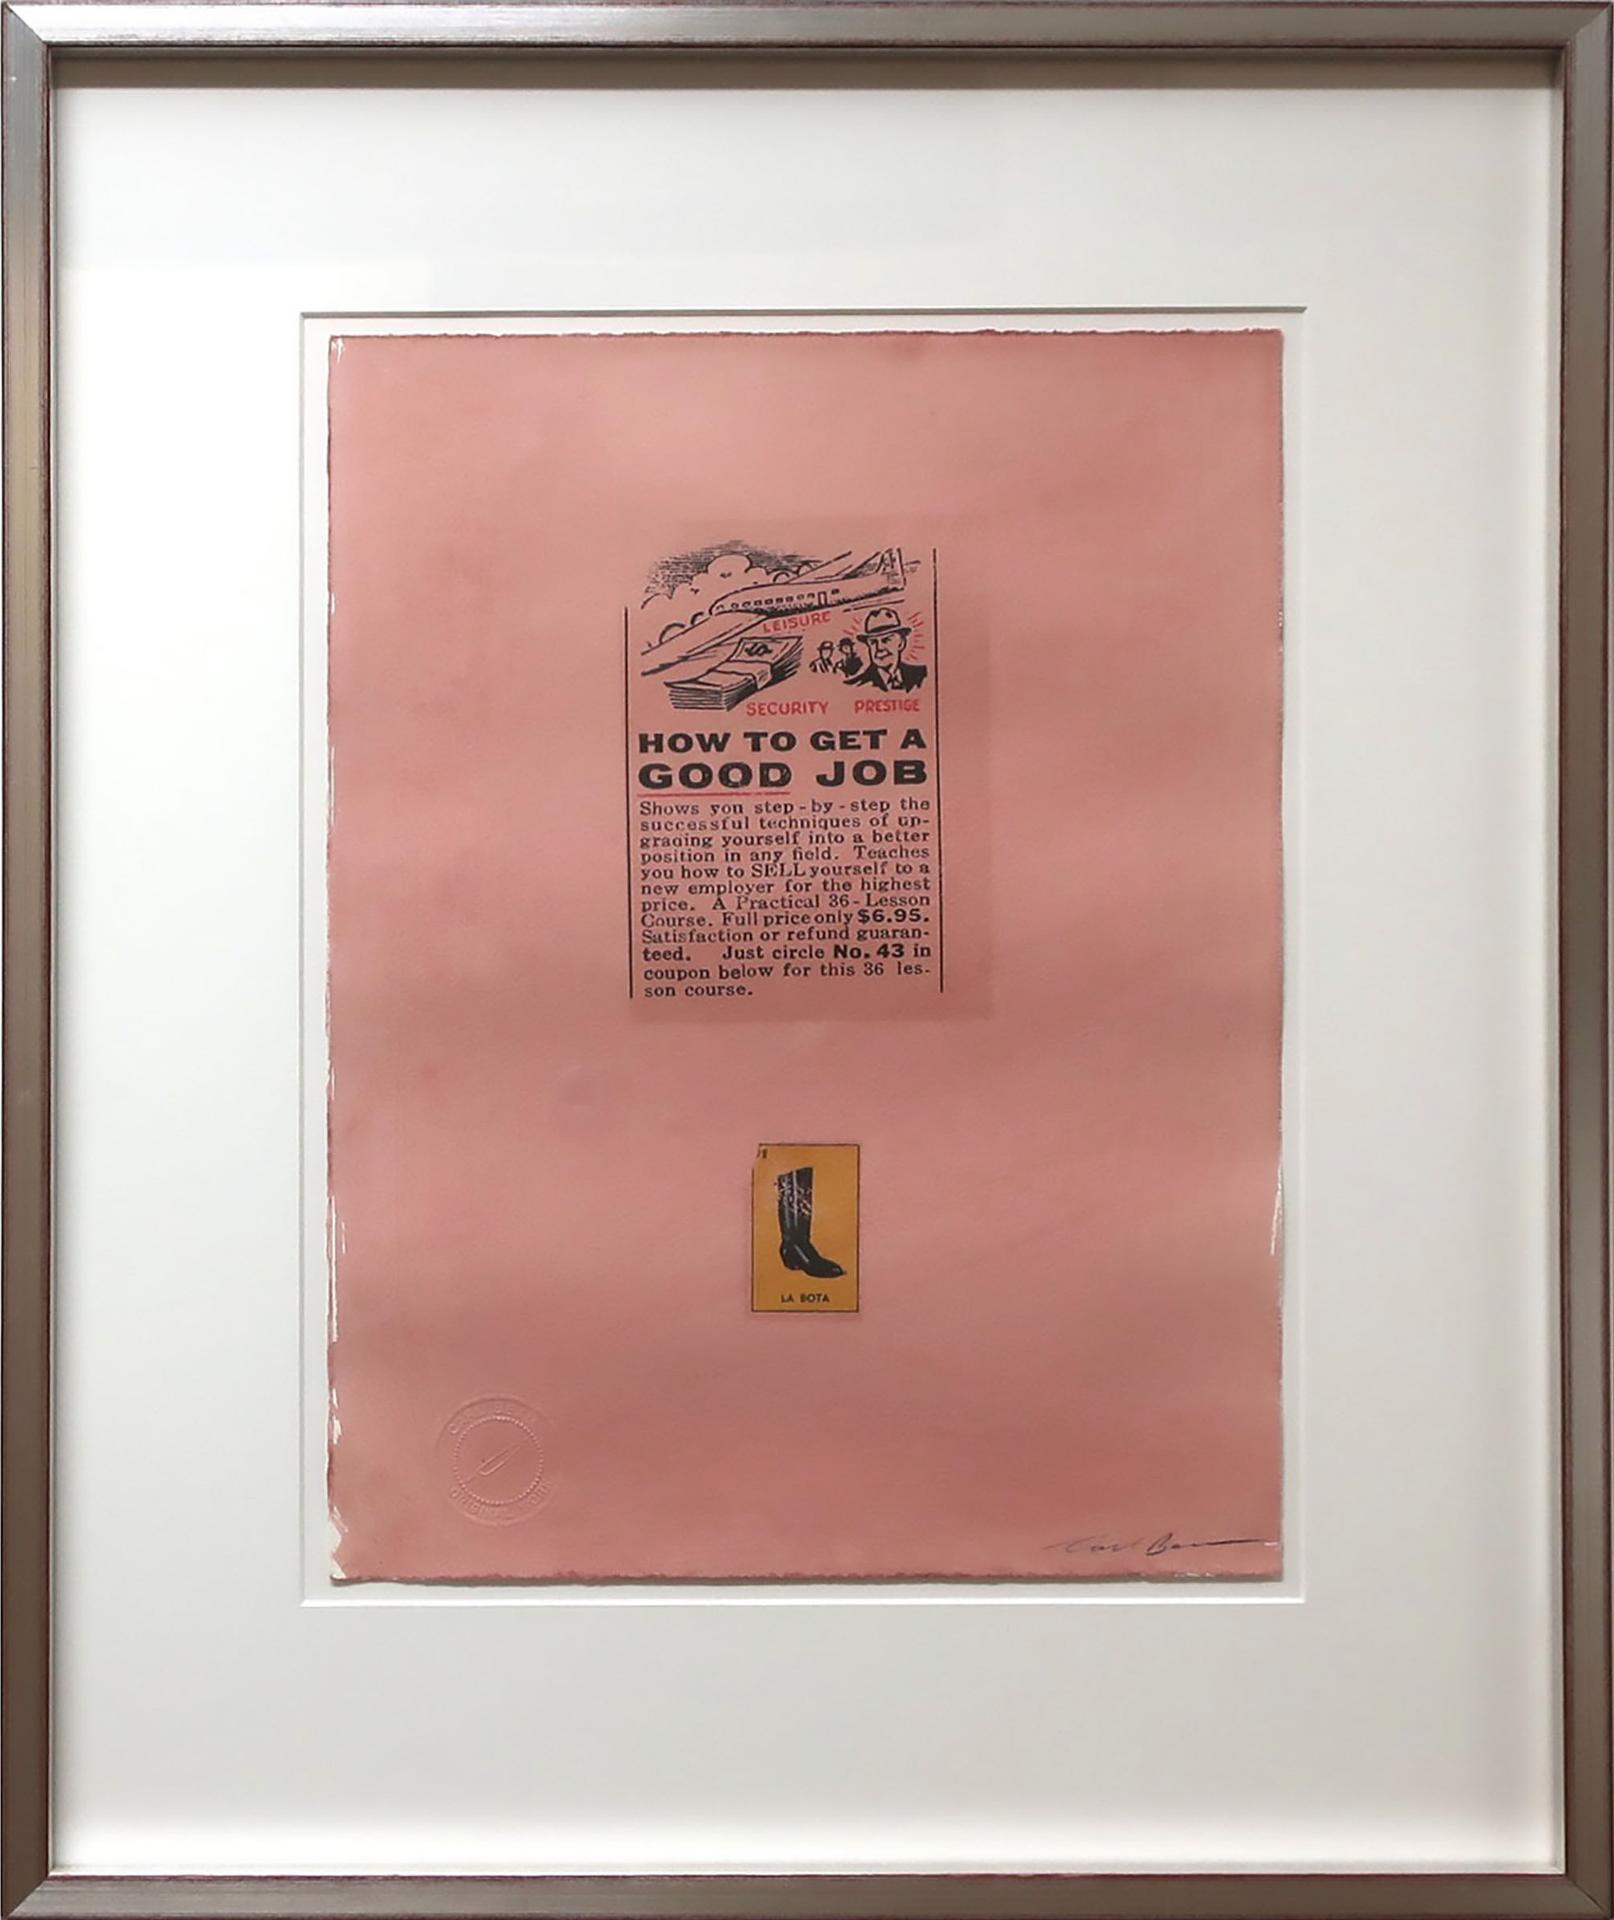 LEISURE
SECURITY PRESTIGE
HOW TO GET A
GOOD JOB
Shows you step-by-step the
successful techniques of up-
grading yourself into a better
position in any field. Teaches
you how to SELL yourself to a
new employer for the highest
price. A Practical 36-Lesson
Course. Full price only $6.95.
Satisfaction or refund guaran-
teed. Just circle No. 43 in
coupon below for this 36 les-
son course.
LA BOTA
ORIGINAL WORK